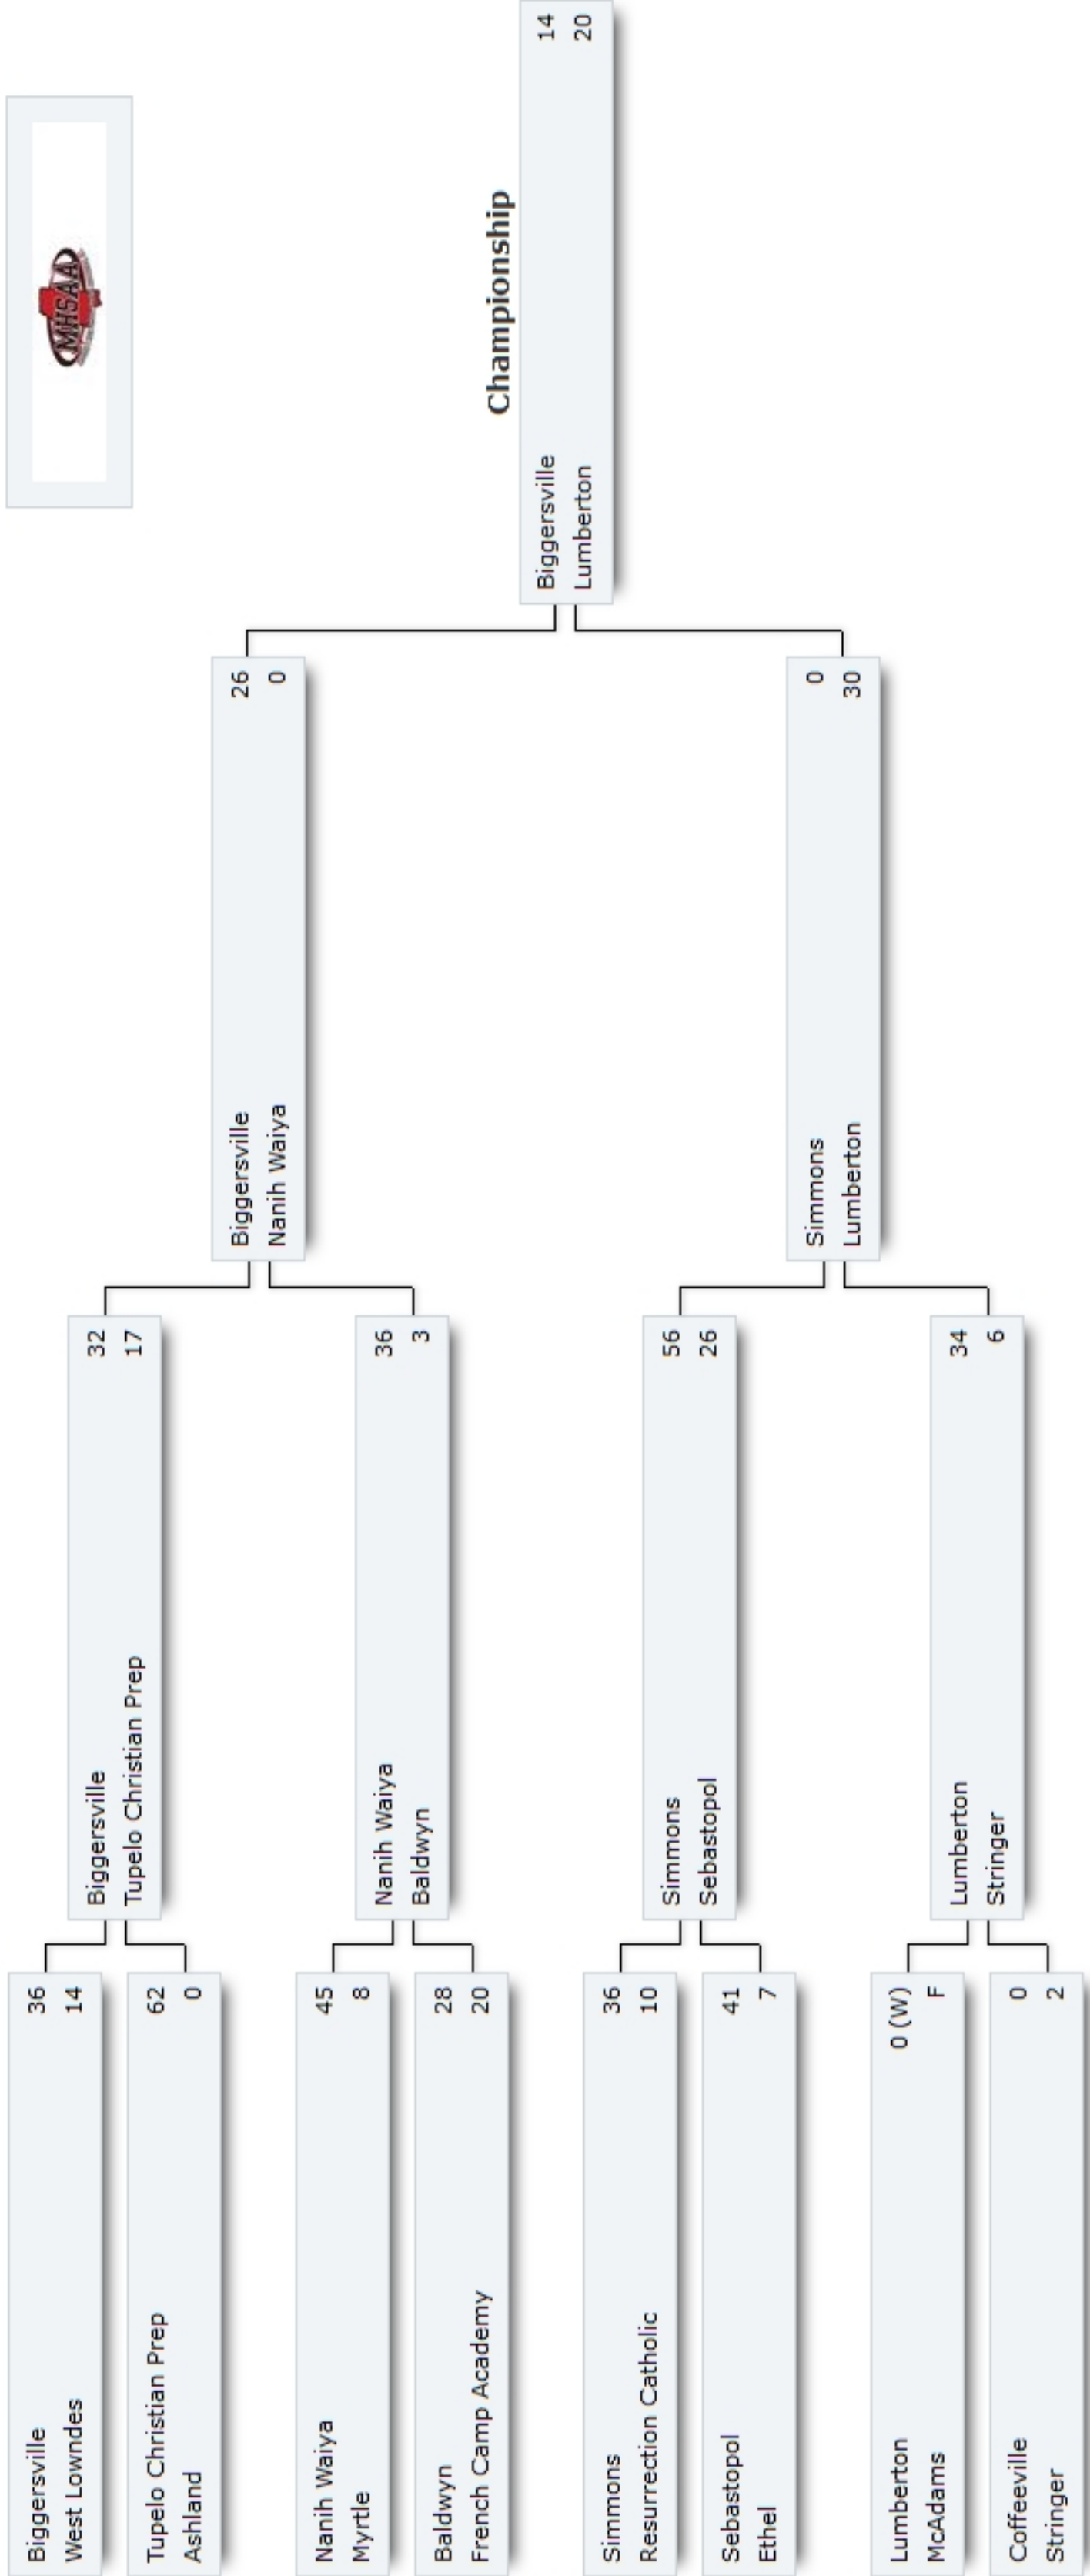 MHSAA
Biggersville 36
West Lowndes 14
Tupelo Christian Prep 62
Ashland 0
Nanih Waiya 45
Myrtle 8
Baldwyn 28
French Camp Academy 20
Simmons 36
Resurrection Catholic 10
Sebastopol 41
Ethel 7
Lumberton 0 (W)
McAdams F
Coffeeville 0
Stringer 2
Biggersville 32
Tupelo Christian Prep 17
Nanih Waiya 36
Baldwyn 3
Simmons 56
Sebastopol 26
Lumberton 34
Stringer 6
Biggersville 26
Nanih Waiya 0
Simmons 0
Lumberton 30
Championship
Biggersville 14
Lumberton 20